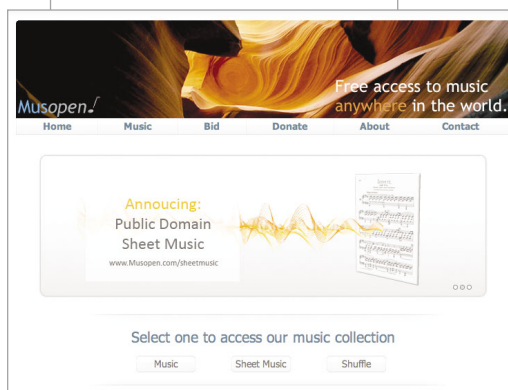 Free access to music
Musopen.
anywhere in the world.
Home Music Bid Donate About Contact
Annoucing:
Public Domain
Sheet Music
www.Musopen.com/sheetmusic
Select one to access our music collection
Music Sheet Music Shuffle